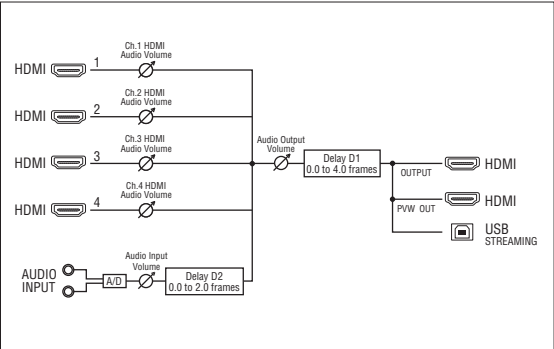 HDMI 1
Ch.1 HDMI
Audio Volume
HDMI 2
Ch.2 HDMI
Audio Volume
HDMI 3
Ch.3 HDMI
Audio Volume
HDMI 4
Ch.4 HDMI
Audio Volume
AUDIO
INPUT
A/D
Audio Input
Volume
Delay D2
0.0 to 2.0 frames
Audio Output
Volume
Delay D1
0.0 to 4.0 frames
OUTPUT
HDMI
PVW OUT
HDMI
USB
STREAMING